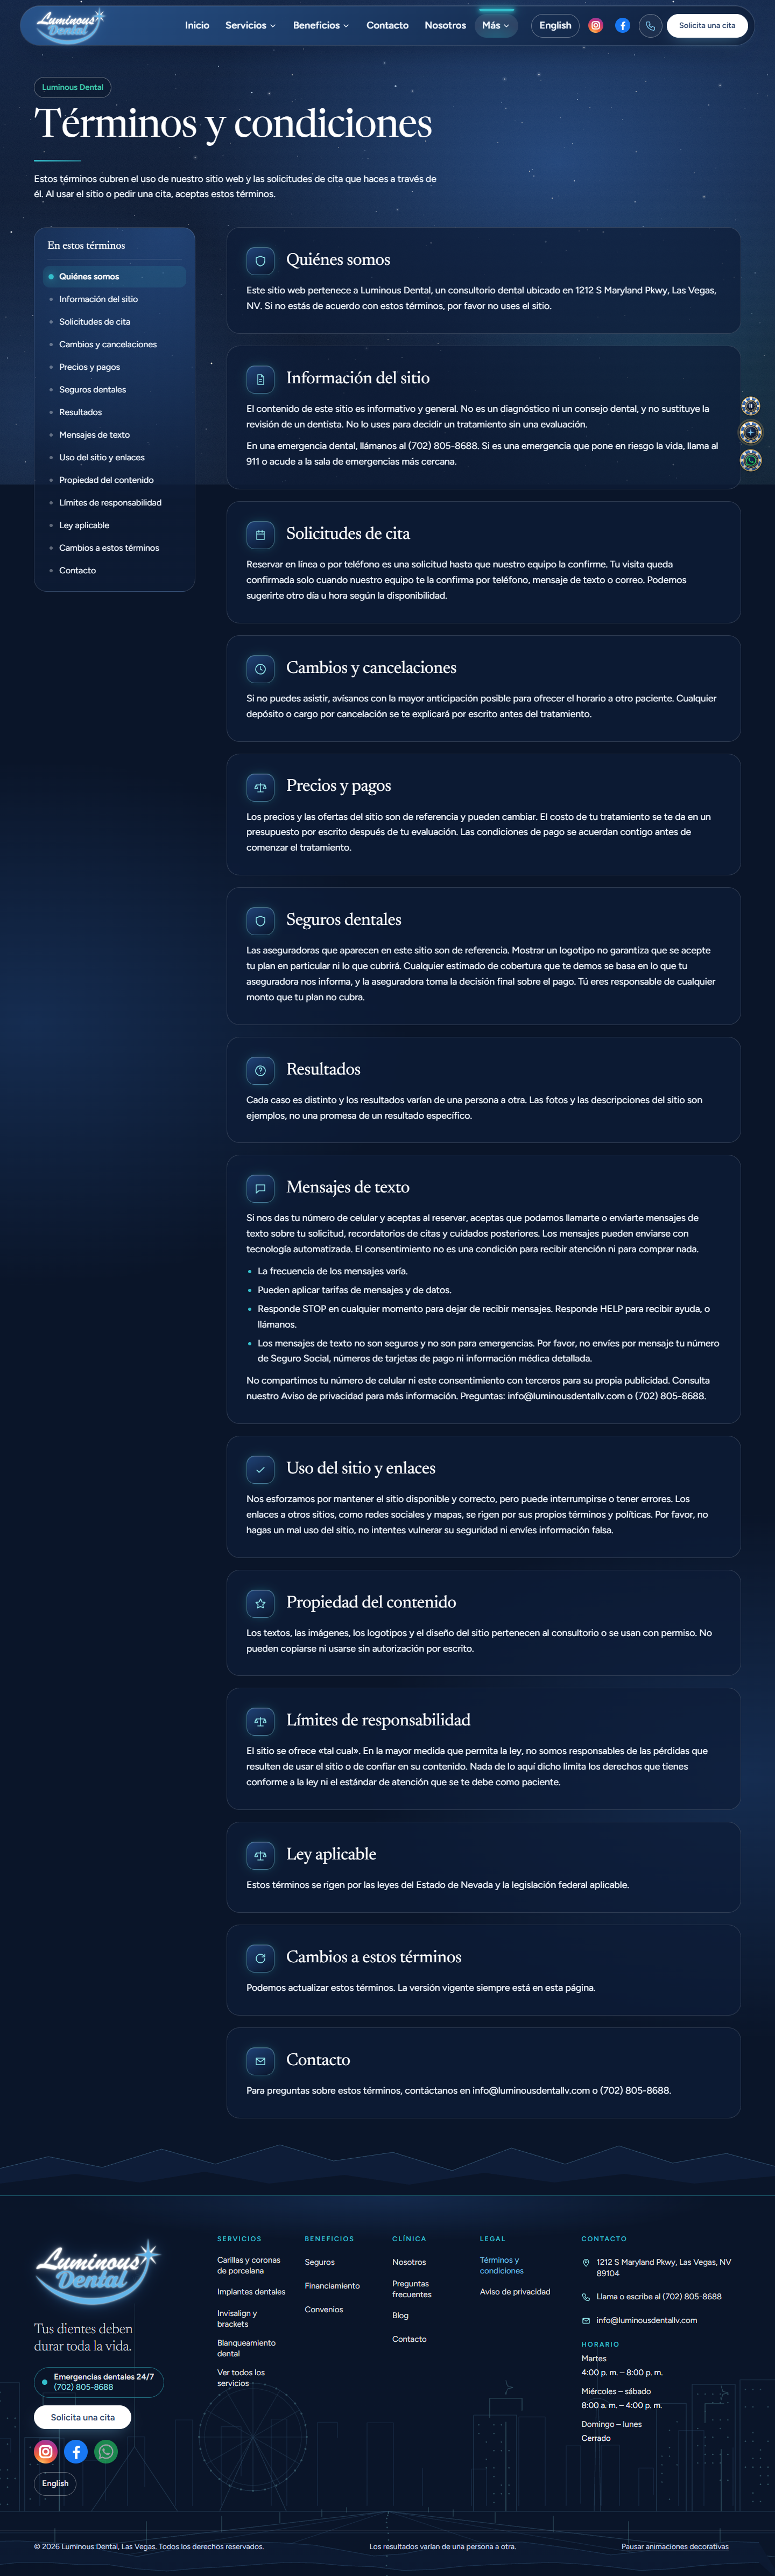 Luminous Dental
Inicio Servicios Beneficios Contacto Nosotros Más English Solicita una cita
Luminous Dental
Términos y condiciones
Estos términos cubren el uso de nuestro sitio web y las solicitudes de cita que haces a través de
él. Al usar el sitio o pedir una cita, aceptas estos términos.
En estos términos
Quiénes somos
Información del sitio
Solicitudes de cita
Cambios y cancelaciones
Precios y pagos
Seguros dentales
Resultados
Mensajes de texto
Uso del sitio y enlaces
Propiedad del contenido
Límites de responsabilidad
Ley aplicable
Cambios a estos términos
Contacto
Quiénes somos
Este sitio web pertenece a Luminous Dental, un consultorio dental ubicado en 1212 S Maryland Pkwy, Las Vegas,
NV. Si no estás de acuerdo con estos términos, por favor no uses el sitio.
Información del sitio
El contenido de este sitio es informativo y general. No es un diagnóstico ni un consejo dental, y no sustituye la
revisión de un dentista. No lo uses para decidir un tratamiento sin una evaluación.
En una emergencia dental, llámanos al (702) 805-8688. Si es una emergencia que pone en riesgo la vida, llama al
911 o acude a la sala de emergencias más cercana.
Solicitudes de cita
Reservar en línea o por teléfono es una solicitud hasta que nuestro equipo la confirme. Tu visita queda
confirmada solo cuando nuestro equipo te la confirma por teléfono, mensaje de texto o correo. Podemos
sugerirte otro día u hora según la disponibilidad.
Cambios y cancelaciones
Si no puedes asistir, avísanos con la mayor anticipación posible para ofrecer el horario a otro paciente. Cualquier
depósito o cargo por cancelación se te explicará por escrito antes del tratamiento.
Precios y pagos
Los precios y las ofertas del sitio son de referencia y pueden cambiar. El costo de tu tratamiento se te da en un
presupuesto por escrito después de tu evaluación. Las condiciones de pago se acuerdan contigo antes de
comenzar el tratamiento.
Seguros dentales
Las aseguradoras que aparecen en este sitio son de referencia. Mostrar un logotipo no garantiza que se acepte
tu plan en particular ni lo que cubrirá. Cualquier estimado de cobertura que te demos se basa en lo que tu
aseguradora nos informa, y la aseguradora toma la decisión final sobre el pago. Tú eres responsable de cualquier
monto que tu plan no cubra.
Resultados
Cada caso es distinto y los resultados varían de una persona a otra. Las fotos y las descripciones del sitio son
ejemplos, no una promesa de un resultado específico.
Mensajes de texto
Si nos das tu número de celular y aceptas al reservar, aceptas que podamos llamarte o enviarte mensajes de
texto sobre tu solicitud, recordatorios de citas y cuidados posteriores. Los mensajes pueden enviarse con
tecnología automatizada. El consentimiento no es una condición para recibir atención ni para comprar nada.
La frecuencia de los mensajes varía.
Pueden aplicar tarifas de mensajes y de datos.
Responde STOP en cualquier momento para dejar de recibir mensajes. Responde HELP para recibir ayuda, o
llámanos.
Los mensajes de texto no son seguros y no son para emergencias. Por favor, no envíes por mensaje tu número
de Seguro Social, números de tarjetas de pago ni información médica detallada.
No compartimos tu número de celular ni este consentimiento con terceros para su propia publicidad. Consulta
nuestro Aviso de privacidad para más información. Preguntas: info@luminousdentallv.com o (702) 805-8688.
Uso del sitio y enlaces
Nos esforzamos por mantener el sitio disponible y correcto, pero puede interrumpirse o tener errores. Los
enlaces a otros sitios, como redes sociales y mapas, se rigen por sus propios términos y políticas. Por favor, no
hagas un mal uso del sitio, no intentes vulnerar su seguridad ni envíes información falsa.
Propiedad del contenido
Los textos, las imágenes, los logotipos y el diseño del sitio pertenecen al consultorio o se usan con permiso. No
pueden copiarse ni usarse sin autorización por escrito.
Límites de responsabilidad
El sitio se ofrece «tal cual». En la mayor medida que permita la ley, no somos responsables de las pérdidas que
resulten de usar el sitio o de confiar en su contenido. Nada de lo aquí dicho limita los derechos que tienes
conforme a la ley ni el estándar de atención que se te debe como paciente.
Ley aplicable
Estos términos se rigen por las leyes del Estado de Nevada y la legislación federal aplicable.
Cambios a estos términos
Podemos actualizar estos términos. La versión vigente siempre está en esta página.
Contacto
Para preguntas sobre estos términos, contáctanos en info@luminousdentallv.com o (702) 805-8688.
Luminous Dental
Tus dientes deben
durar toda la vida.
Emergencias dentales 24/7
(702) 805-8688
Solicita una cita
English
SERVICIOS
Carillas y coronas
de porcelana
Implantes dentales
Invisalign y
brackets
Blanqueamiento
dental
Ver todos los
servicios
BENEFICIOS
Seguros
Financiamiento
Convenios
CLÍNICA
Nosotros
Preguntas
frecuentes
Blog
Contacto
LEGAL
Términos y
condiciones
Aviso de privacidad
CONTACTO
1212 S Maryland Pkwy, Las Vegas, NV
89104
Llama o escribe al (702) 805-8688
info@luminousdentallv.com
HORARIO
Martes
4:00 p. m. – 8:00 p. m.
Miércoles – sábado
8:00 a. m. – 4:00 p. m.
Domingo – lunes
Cerrado
© 2026 Luminous Dental, Las Vegas. Todos los derechos reservados.
Los resultados varían de una persona a otra.
Pausar animaciones decorativas